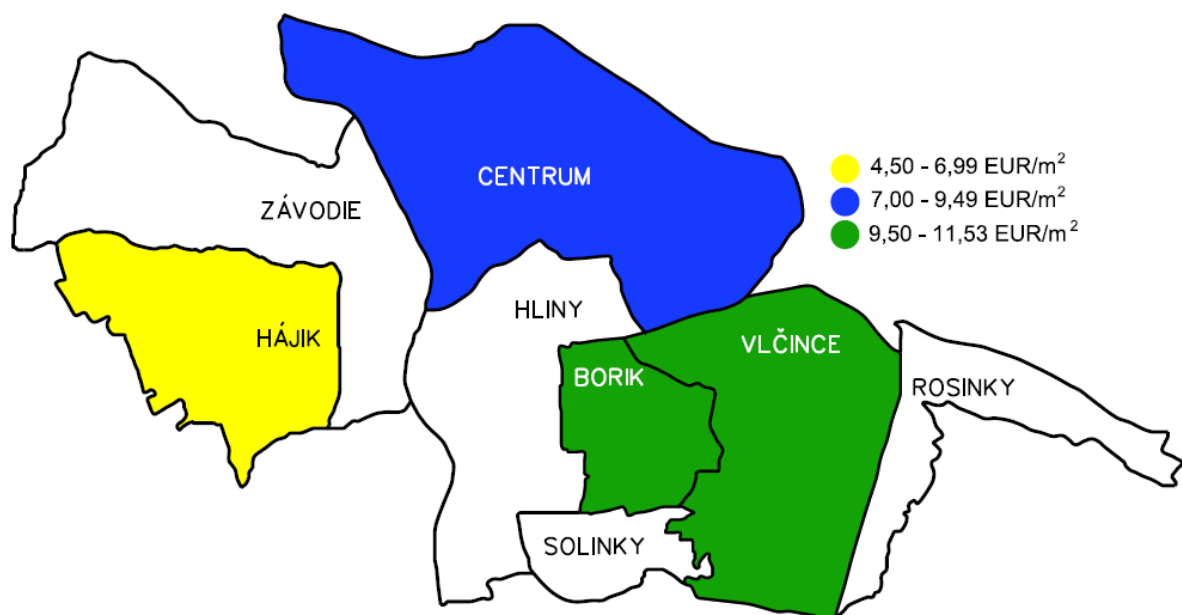 CENTRUM
4,50 - 6,99 EUR/m²
7,00 - 9,49 EUR/m²
9,50 - 11,53 EUR/m²
ZÁVODIE
HLINY
HÁJIK
VLČINCE
BORIK
ROSINKY
SOLINKY